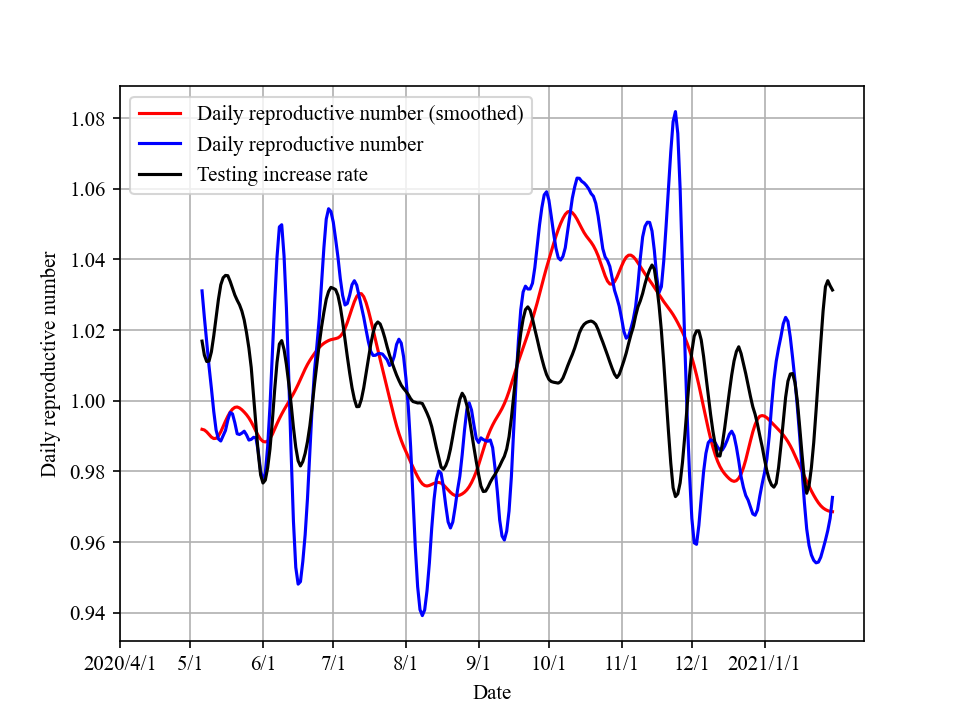 Daily reproductive number (smoothed)
Daily reproductive number
Testing increase rate
Daily reproductive number
1.08
1.06
1.04
1.02
1.00
0.98
0.96
0.94
2020/4/1 5/1 6/1 7/1 8/1 9/1 10/1 11/1 12/1 2021/1/1
Date